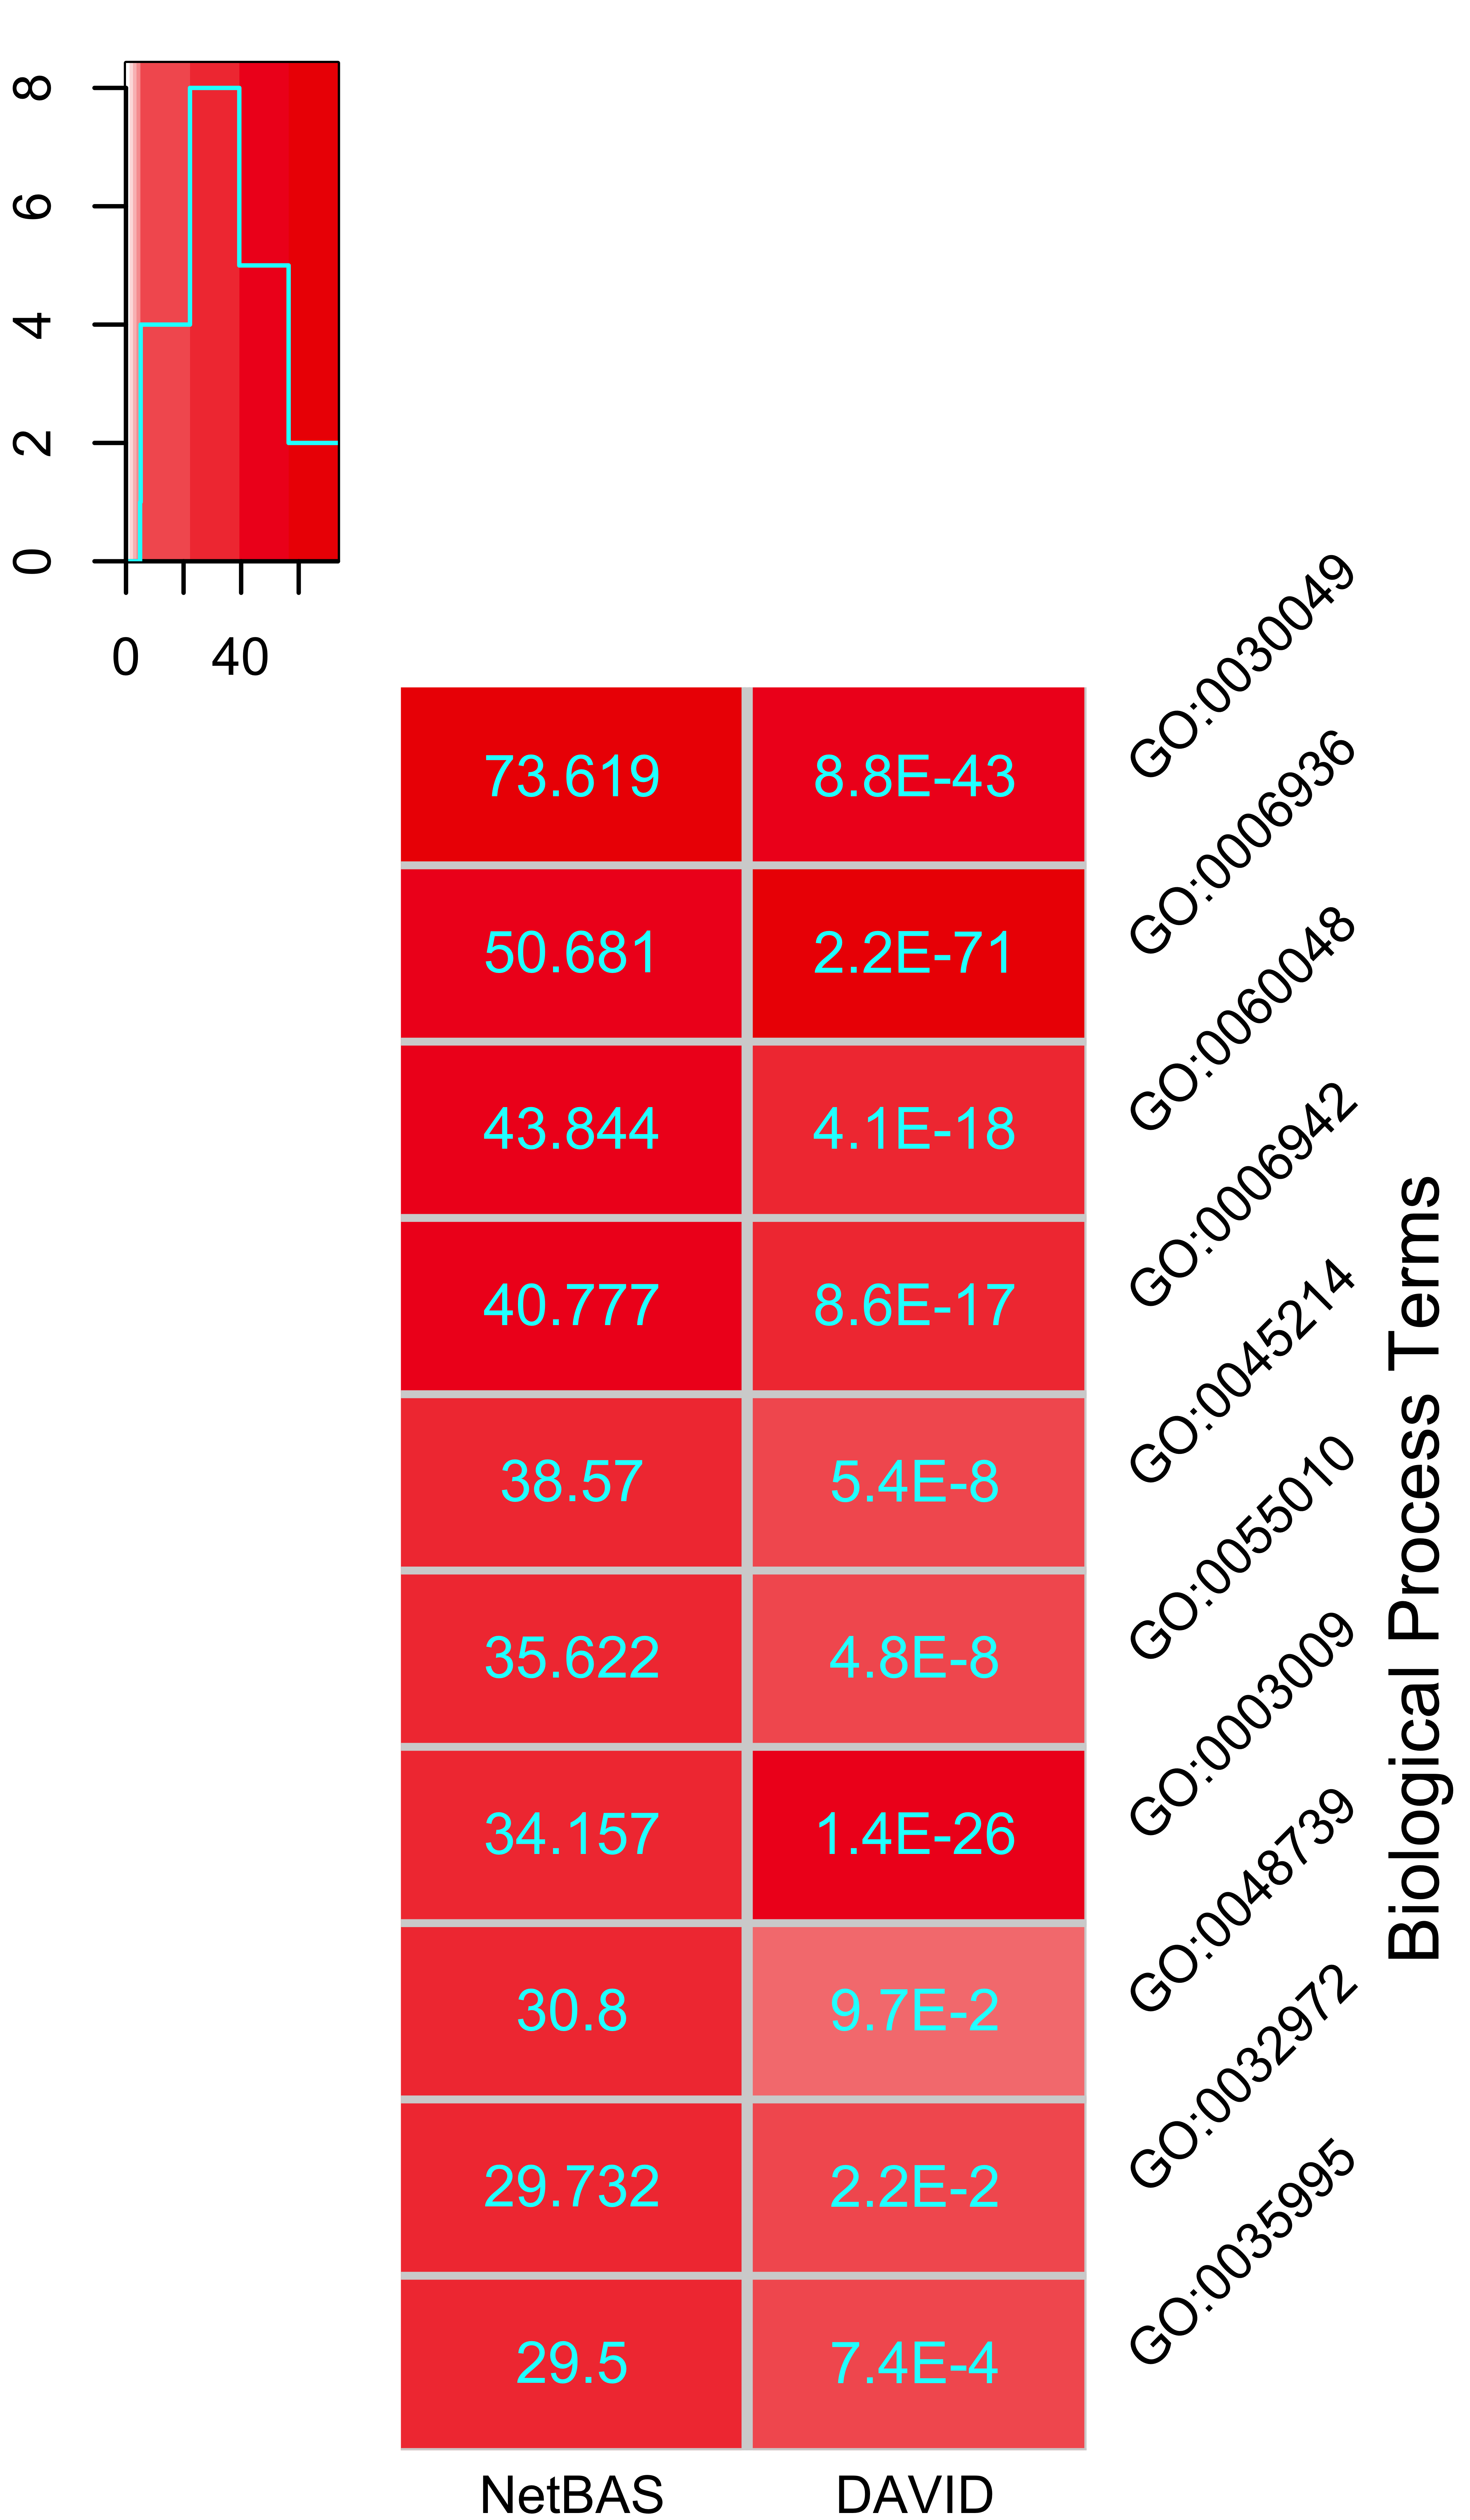 8
6
4
2
0
0 40
GO:0030049
73.619 8.8E-43
GO:0006936
50.681 2.2E-71
GO:0060048
43.844 4.1E-18
GO:0006942
40.777 8.6E-17
GO:0045214
38.57 5.4E-8
GO:0055010
35.622 4.8E-8
GO:0003009
34.157 1.4E-26
GO:0048739
30.8 9.7E-2
GO:0032972
29.732 2.2E-2
GO:0035995
29.5 7.4E-4
Biological Process Terms
NetBAS DAVID